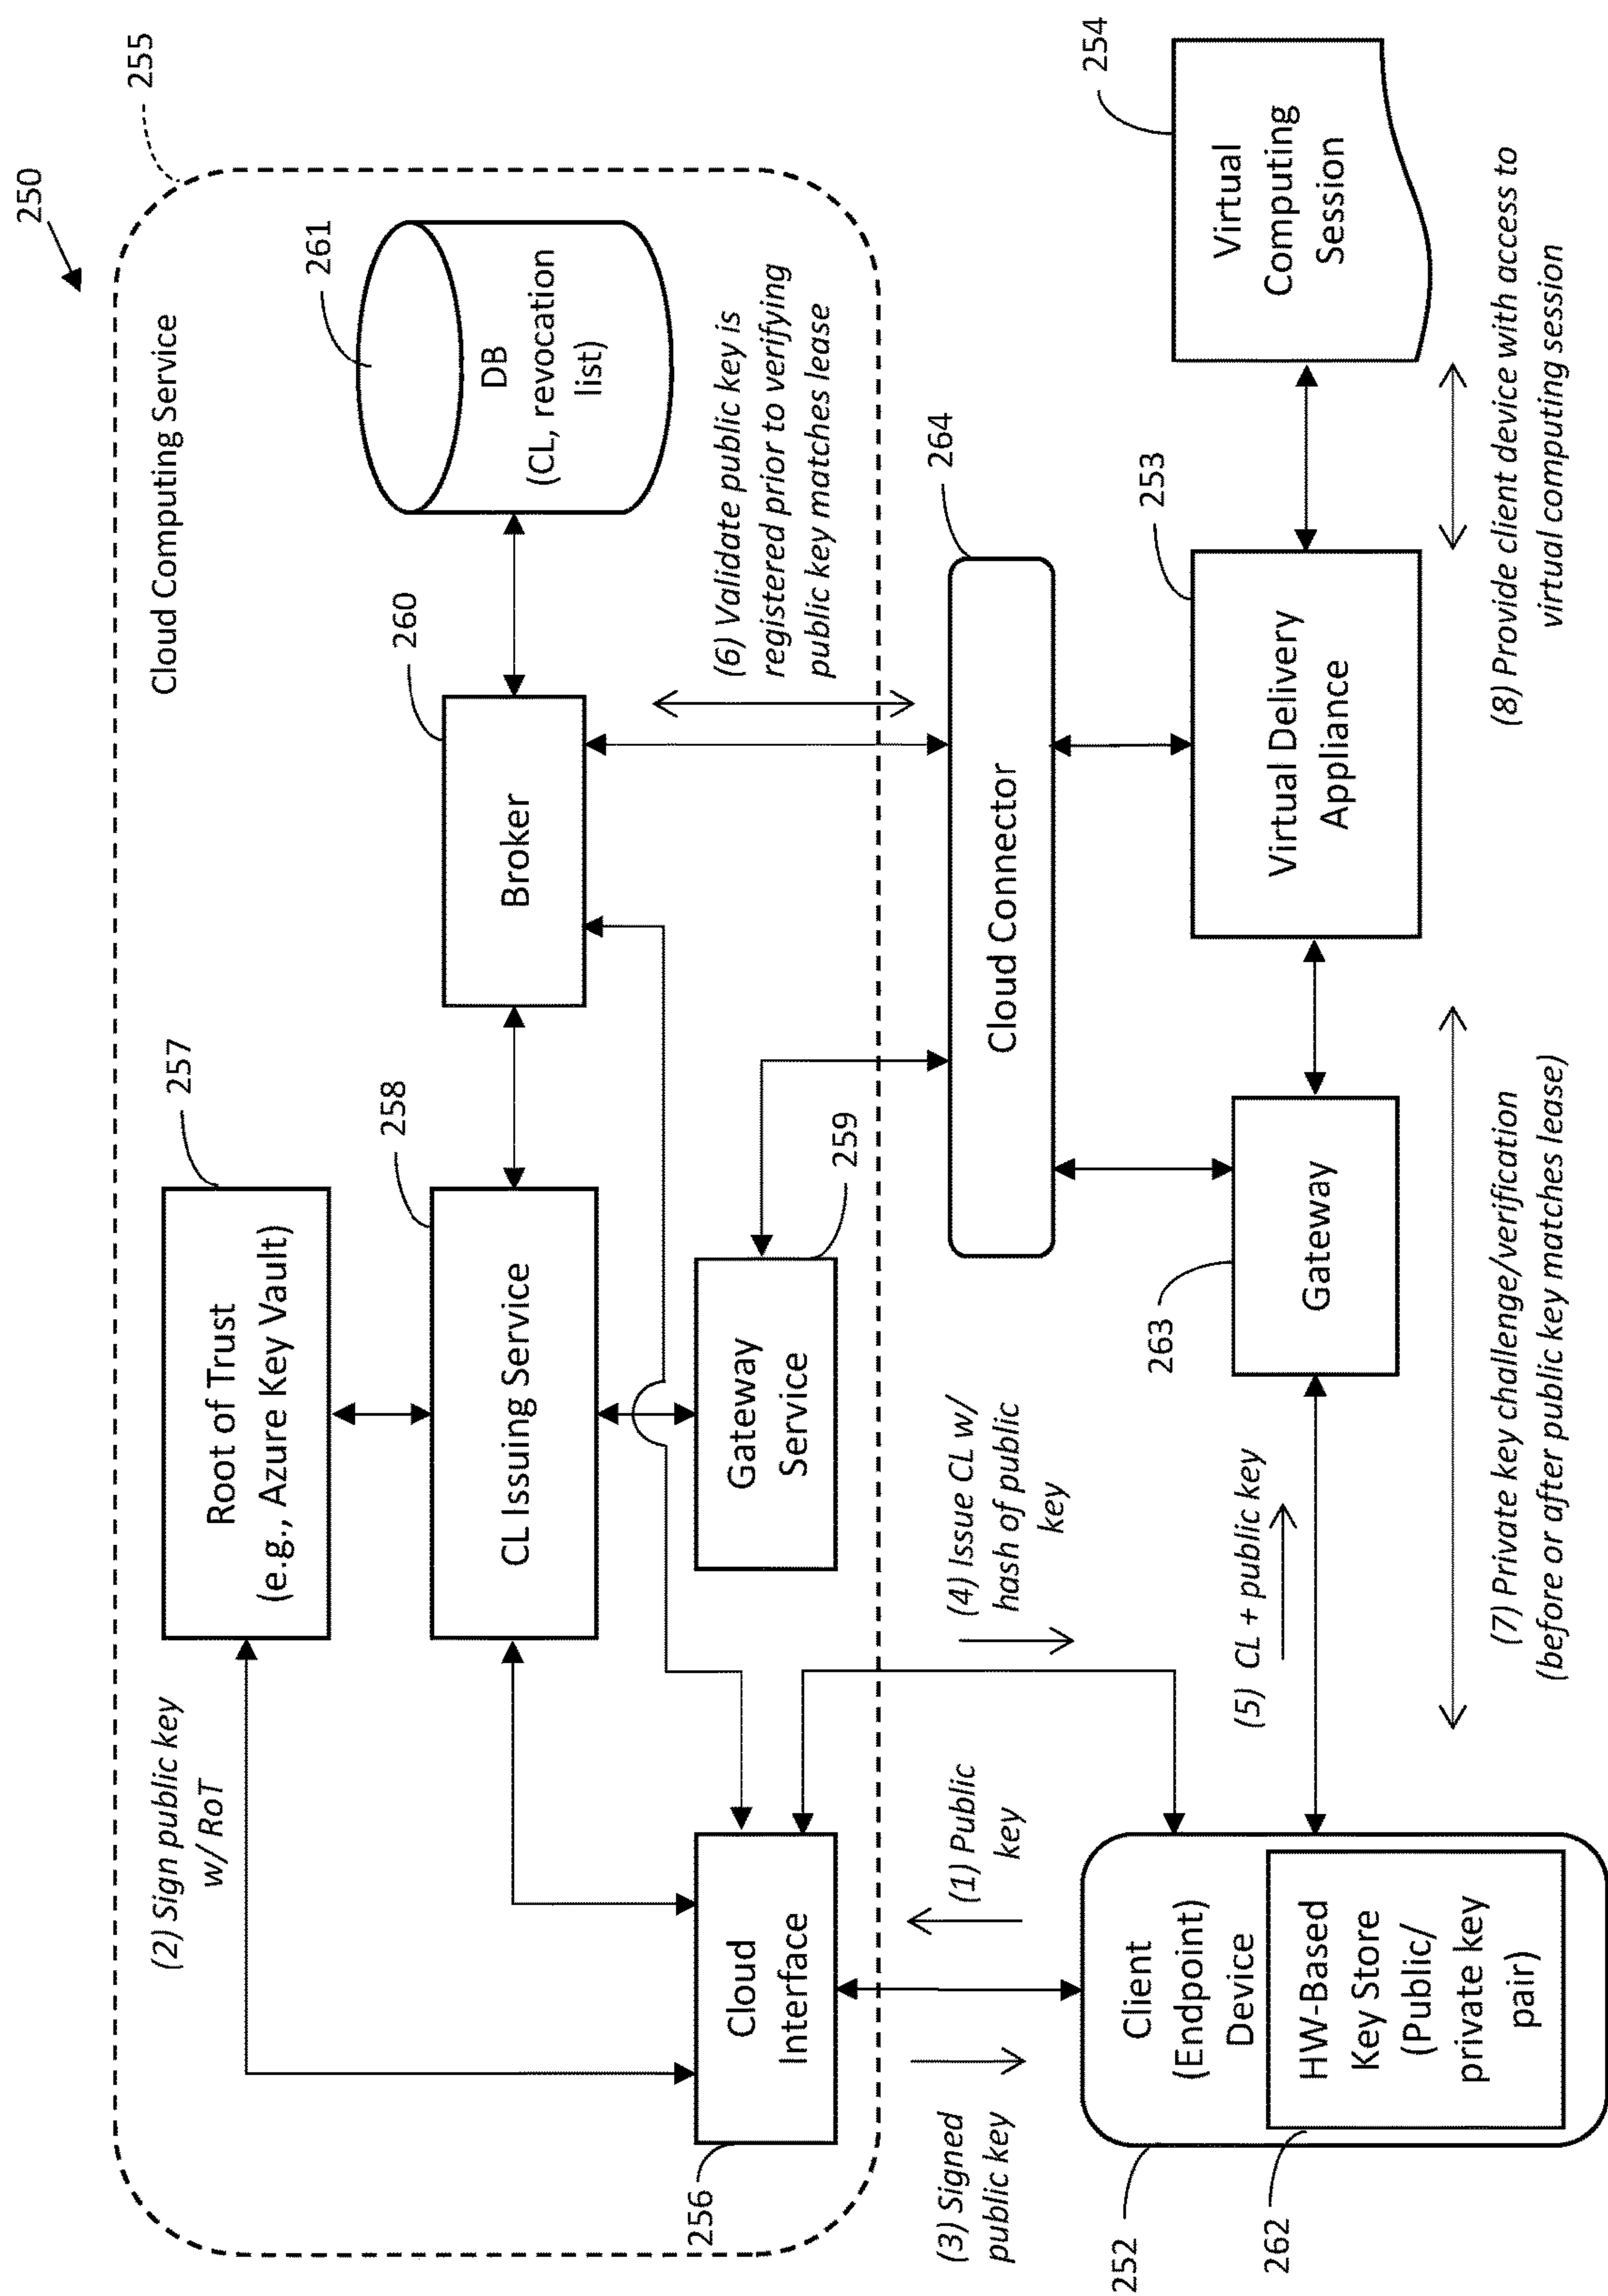 250
255
Cloud Computing Service
(2) Sign public key
w/ RoT
Root of Trust
(e.g., Azure Key Vault)
257
CL Issuing Service
258
Broker
260
DB
(CL, revocation
list)
261
Cloud
Interface
256
Gateway
Service
259
(6) Validate public key is
registered prior to verifying
public key matches lease
(3) Signed
public key
(1) Public
key
(4) Issue CL w/
hash of public
key
Cloud Connector
264
Client
(Endpoint)
Device
252
HW-Based
Key Store
(Public/
private key
pair)
262
(5) CL + public key
Gateway
263
Virtual Delivery
Appliance
253
Virtual
Computing
Session
254
(7) Private key challenge/verification
(before or after public key matches lease)
(8) Provide client device with access to
virtual computing session